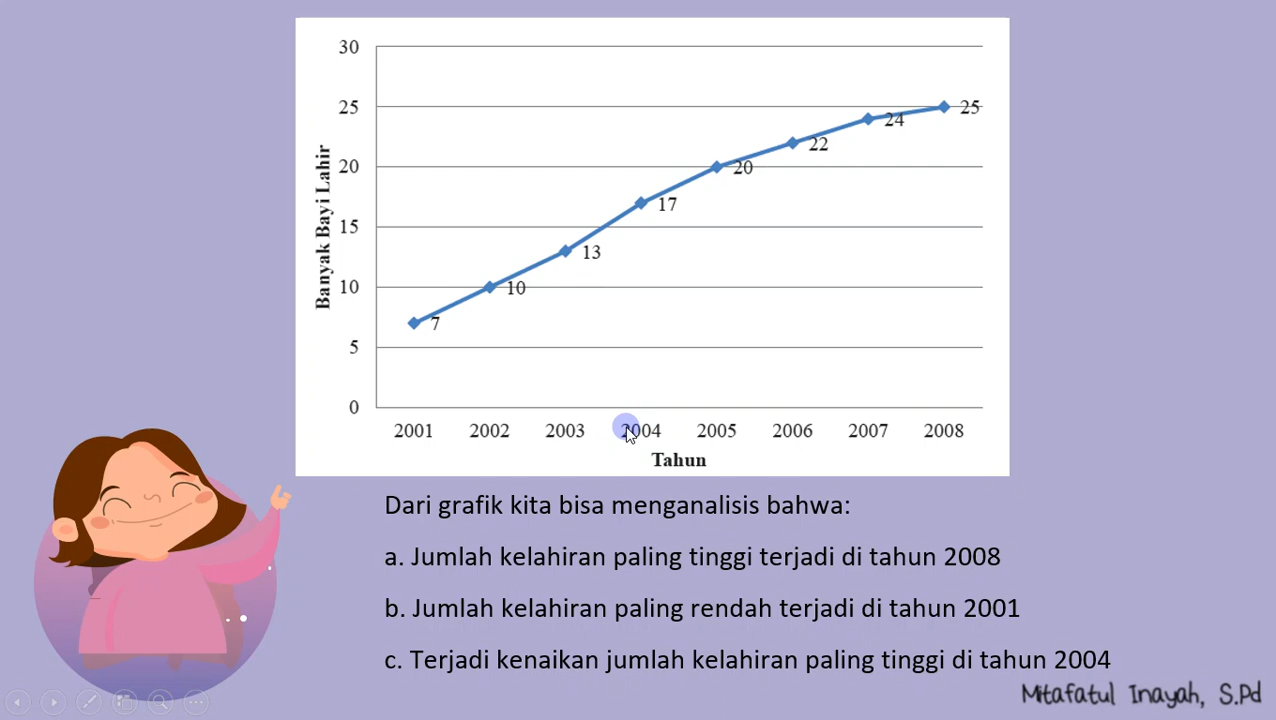 30
25
20
15
10
5
0
Banyak Bayi Lahir
7
10
13
17
20
22
24
25
2001 2002 2003 2004 2005 2006 2007 2008
Tahun
Dari grafik kita bisa menganalisis bahwa:
a. Jumlah kelahiran paling tinggi terjadi di tahun 2008
b. Jumlah kelahiran paling rendah terjadi di tahun 2001
c. Terjadi kenaikan jumlah kelahiran paling tinggi di tahun 2004
Mitafatul Inayah, S.Pd